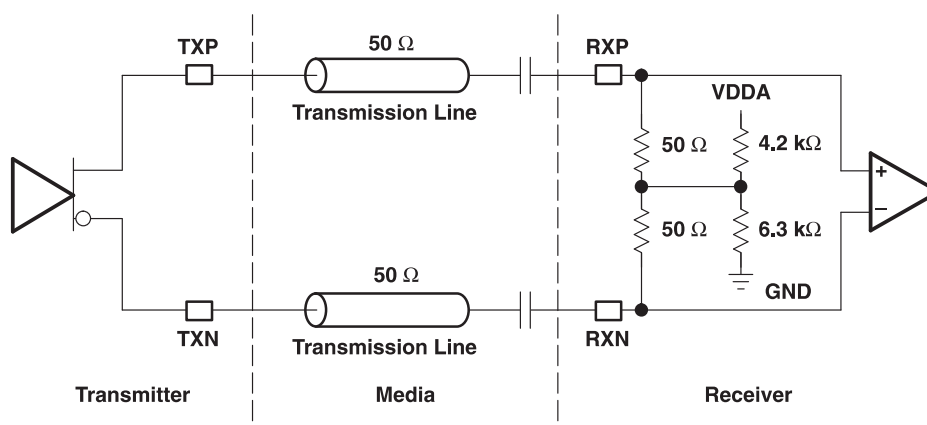 50 Ω
TXP
RXP
Transmission Line
VDDA
50 Ω
4.2 kΩ
+
−
50 Ω
6.3 kΩ
50 Ω
GND
TXN
RXN
Transmission Line
Transmitter
Media
Receiver